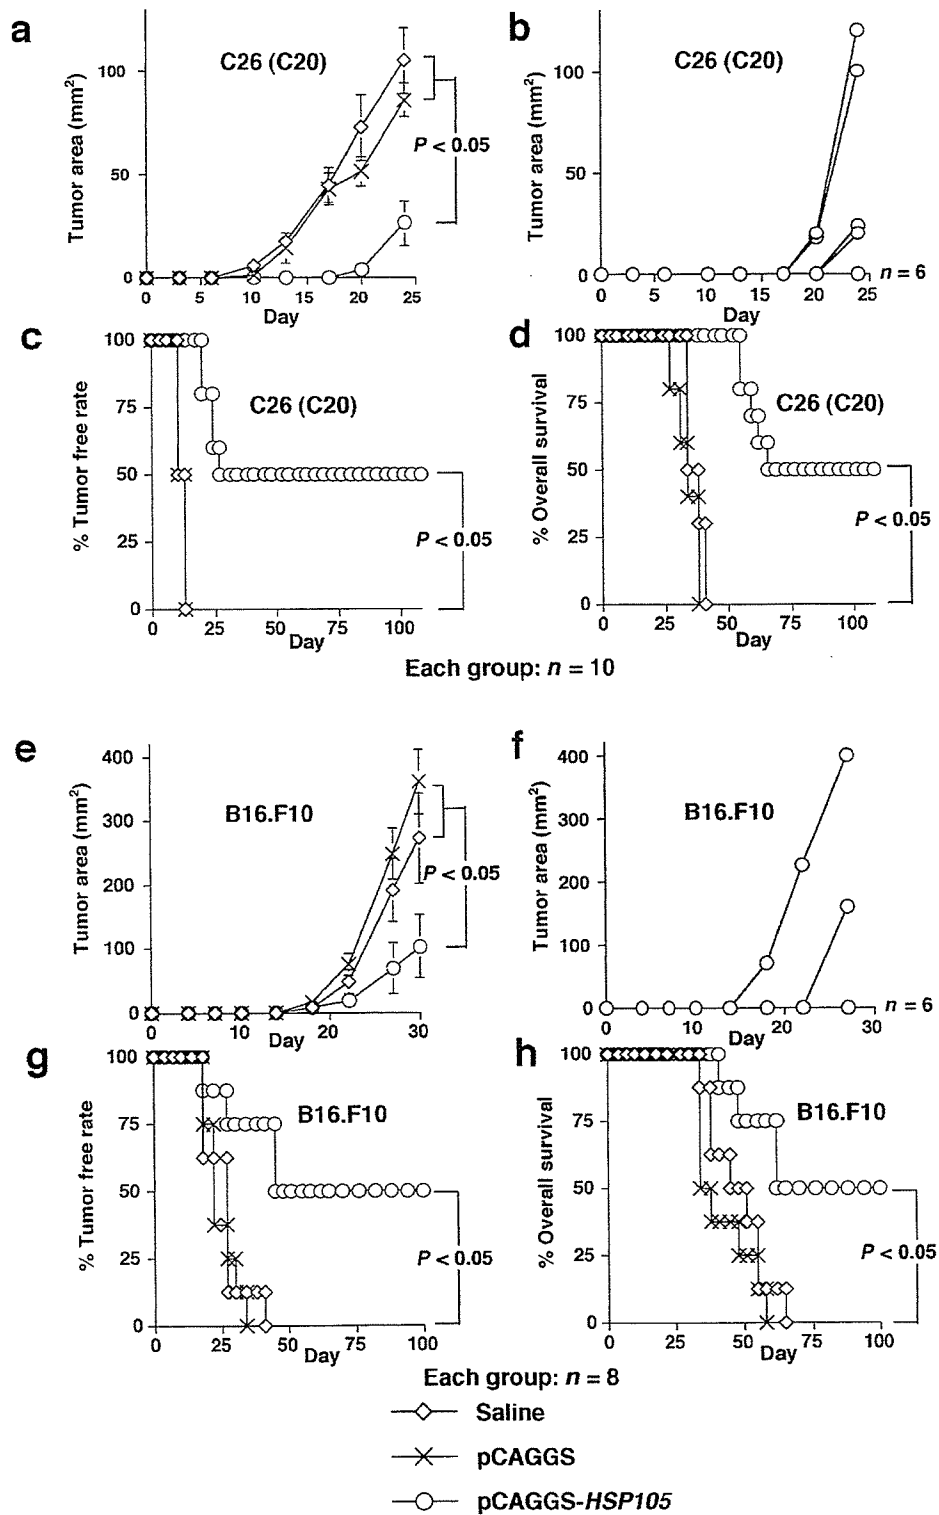 a
C26 (C20)
Tumor area (mm²)
100
50
0
P < 0.05
0 5 10 15 20 25
Day
b
C26 (C20)
Tumor area (mm²)
100
50
0
n = 6
0 5 10 15 20 25
Day
c
C26 (C20)
% Tumor free rate
100
75
50
25
0
P < 0.05
0 25 50 75 100
Day
d
C26 (C20)
% Overall survival
100
75
50
25
0
P < 0.05
0 25 50 75 100
Day
Each group: n = 10
e
B16.F10
Tumor area (mm²)
400
300
200
100
0
P < 0.05
0 10 20 30
Day
f
B16.F10
Tumor area (mm²)
400
300
200
100
0
n = 6
0 10 20 30
Day
g
B16.F10
% Tumor free rate
100
75
50
25
0
P < 0.05
0 25 50 75 100
Day
h
B16.F10
% Overall survival
100
75
50
25
0
P < 0.05
0 25 50 75 100
Day
Each group: n = 8
Saline
pCAGGS
pCAGGS-HSP105